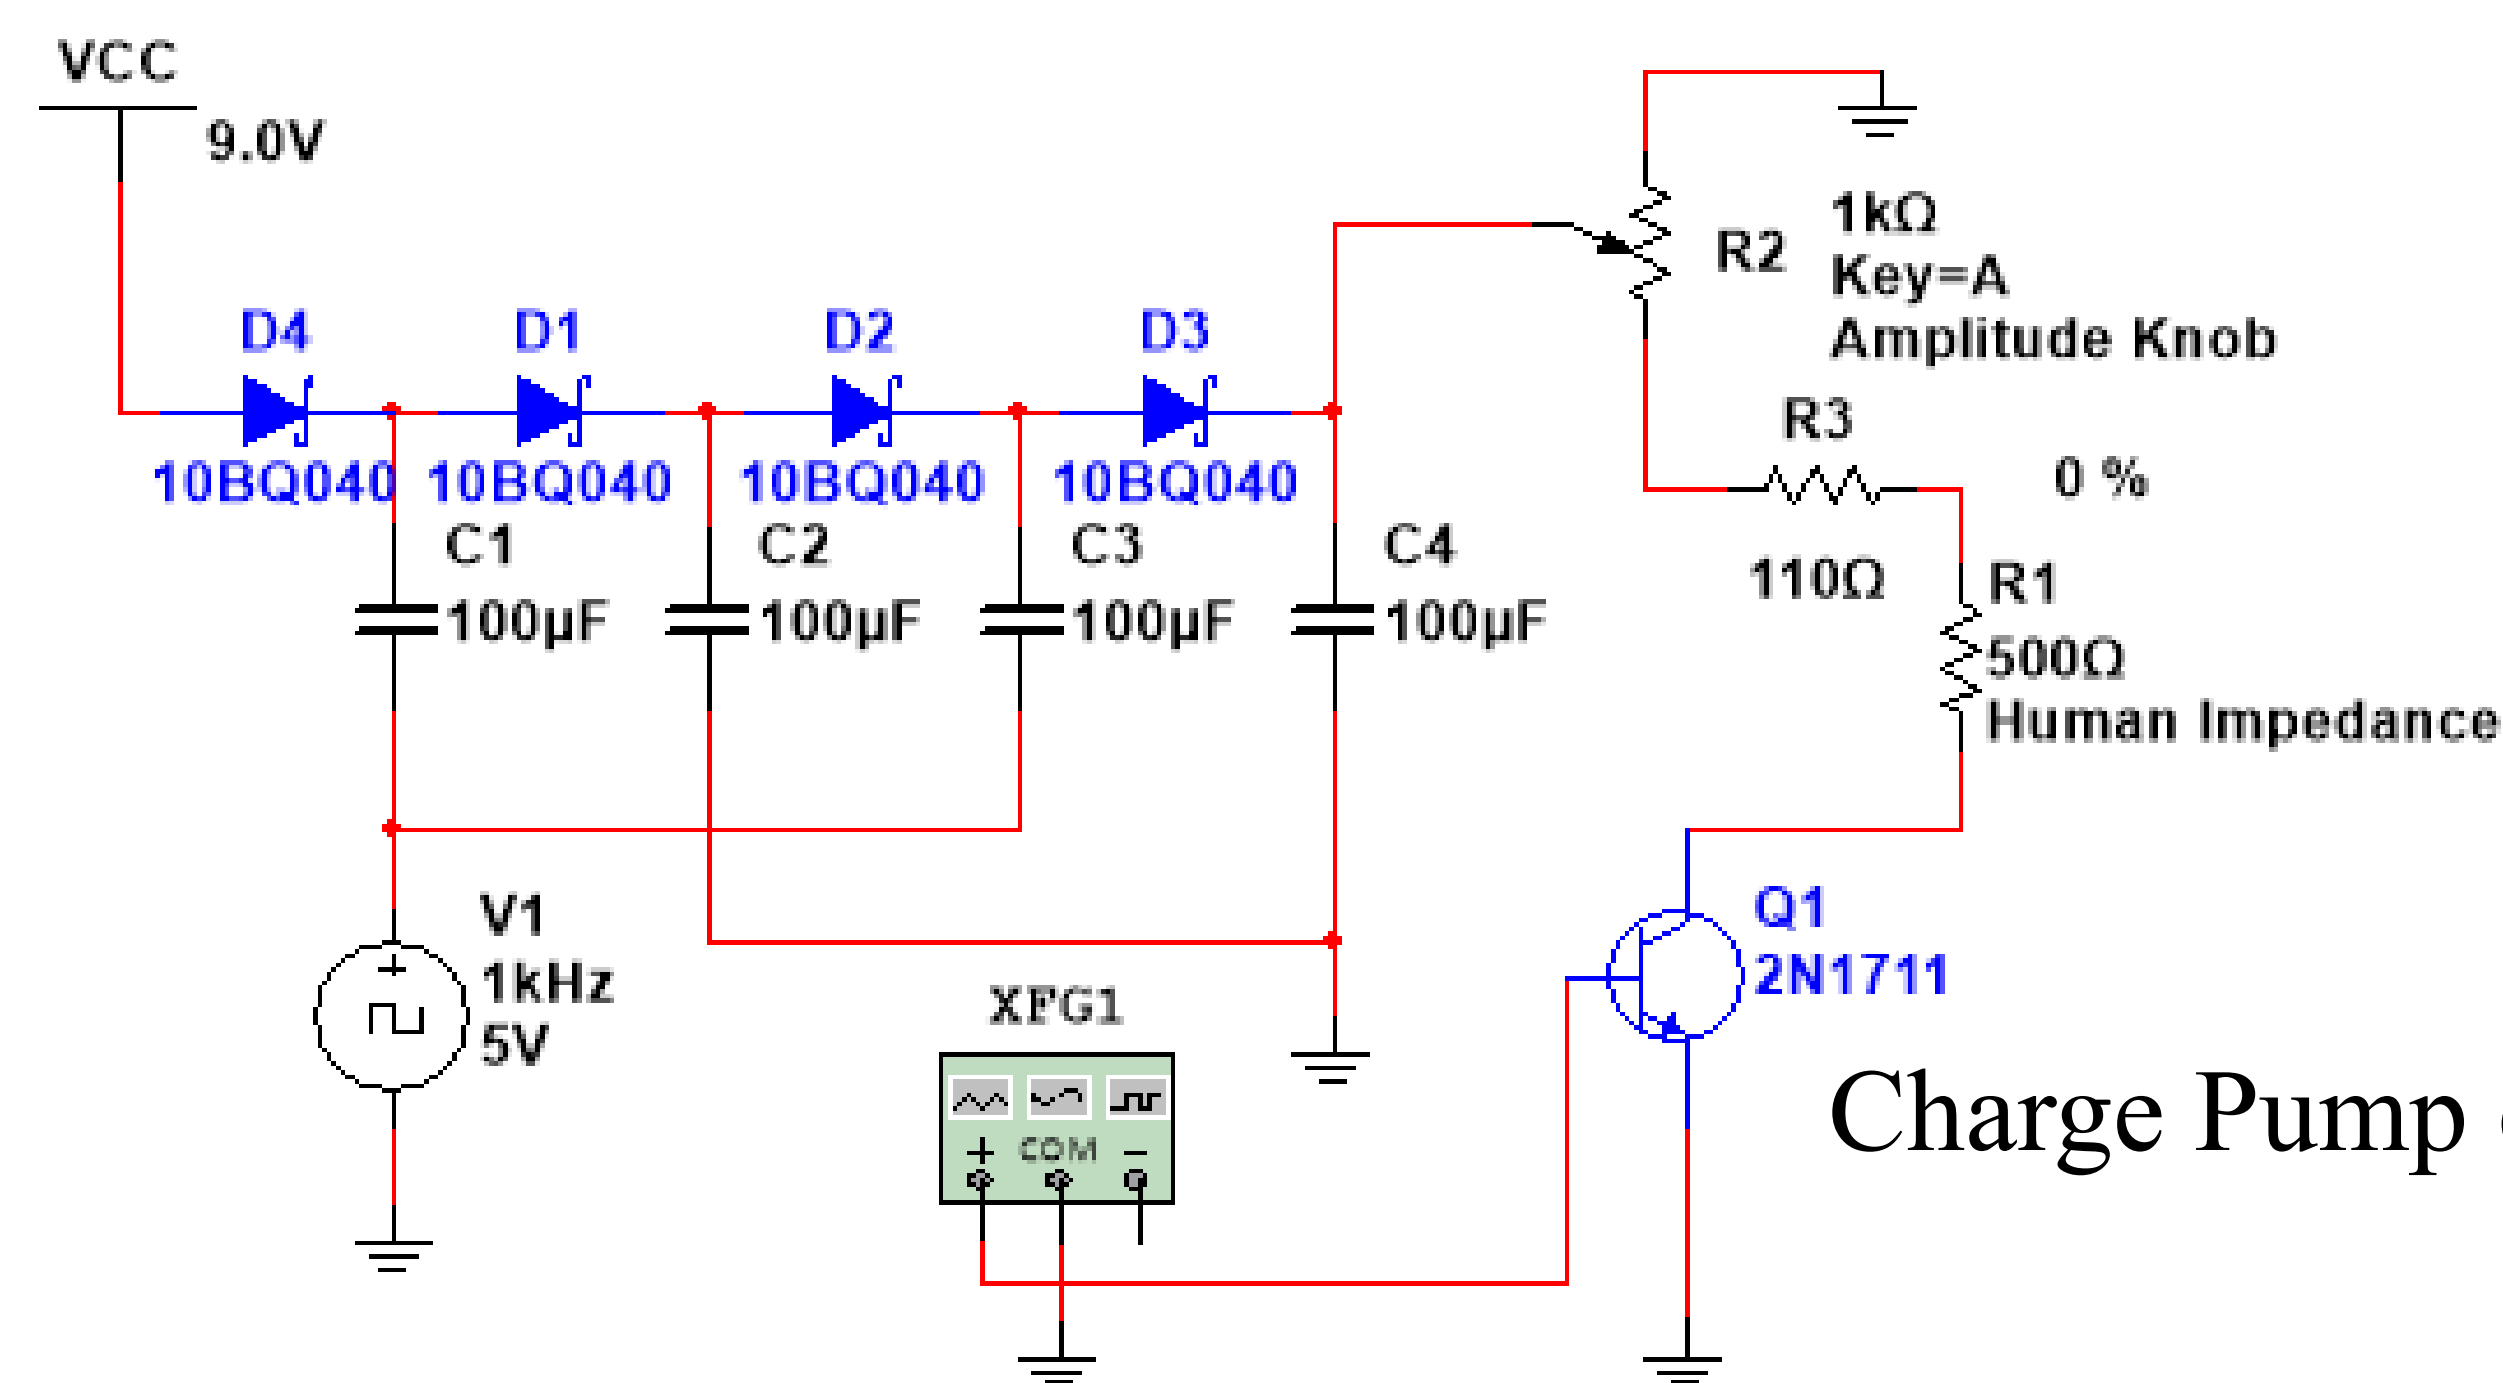 VCC
9.0V
D4
D1
D2
D3
10BQ040
10BQ040
10BQ040
10BQ040
C1
100µF
C2
100µF
C3
100µF
C4
100µF
R2
1kΩ
Key=A
Amplitude Knob
R3
0 %
110Ω
R1
500Ω
Human Impedance
V1
1kHz
5V
XFG1
+ COM −
Q1
2N1711
Charge Pump